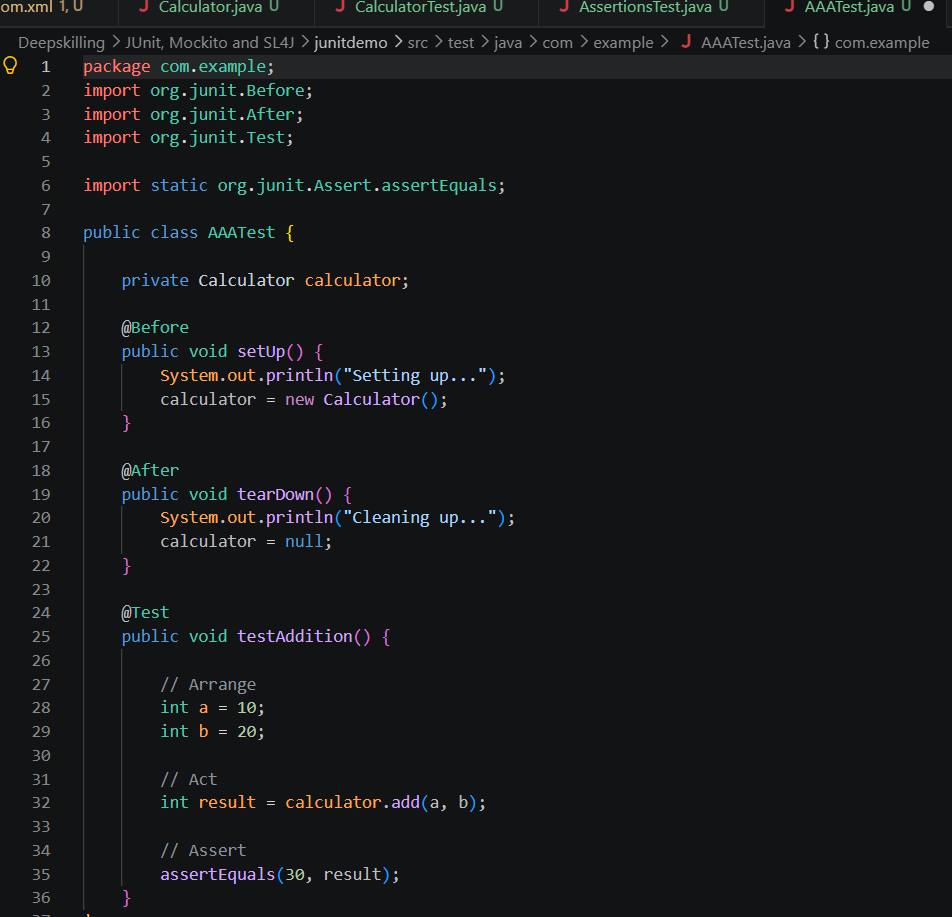 om.xml 1, U Calculator.java U CalculatorTest.java U AssertionsTest.java U AAATest.java U
Deepskilling > JUnit, Mockito and SL4J > junitdemo > src > test > java > com > example > AAATest.java > {} com.example
1 package com.example;
2 import org.junit.Before;
3 import org.junit.After;
4 import org.junit.Test;
5
6 import static org.junit.Assert.assertEquals;
7
8 public class AAATest {
9
10 private Calculator calculator;
11
12 @Before
13 public void setUp() {
14 System.out.println("Setting up...");
15 calculator = new Calculator();
16 }
17
18 @After
19 public void tearDown() {
20 System.out.println("Cleaning up...");
21 calculator = null;
22 }
23
24 @Test
25 public void testAddition() {
26
27 // Arrange
28 int a = 10;
29 int b = 20;
30
31 // Act
32 int result = calculator.add(a, b);
33
34 // Assert
35 assertEquals(30, result);
36 }